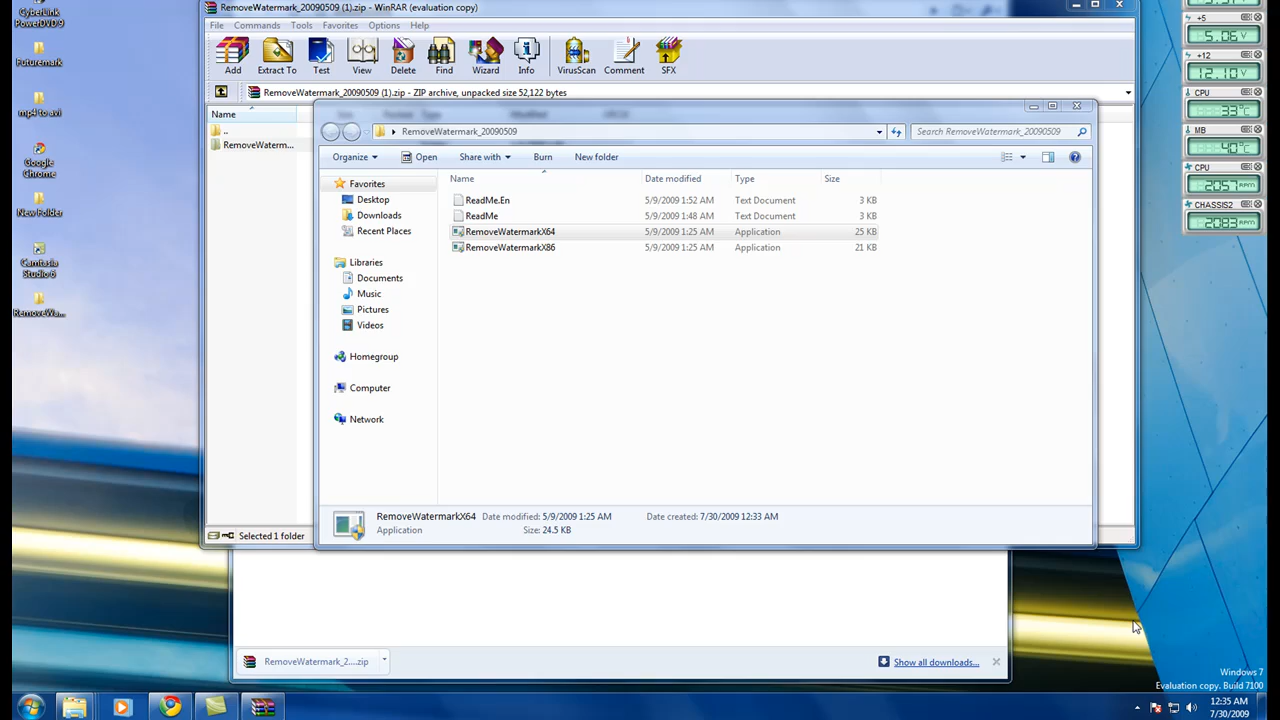 CyberLink
PowerDVD 9
Futuremark
mp4 to avi
Google
Chrome
New Folder
Camtasia
Studio 6
RemoveWa...
RemoveWatermark_20090509 (1).zip - WinRAR (evaluation copy)
File Commands Tools Favorites Options Help
Add Extract To Test View Delete Find Wizard Info VirusScan Comment SFX
RemoveWatermark_20090509 (1).zip - ZIP archive, unpacked size 52,122 bytes
Name
..
RemoveWaterm...
Selected 1 folder
RemoveWatermark_20090509
Search RemoveWatermark_20090509
Organize Open Share with Burn New folder
Favorites
Desktop
Downloads
Recent Places
Libraries
Documents
Music
Pictures
Videos
Homegroup
Computer
Network
Name Date modified Type Size
ReadMe.En 5/9/2009 1:52 AM Text Document 3 KB
ReadMe 5/9/2009 1:48 AM Text Document 3 KB
RemoveWatermarkX64 5/9/2009 1:25 AM Application 25 KB
RemoveWatermarkX86 5/9/2009 1:25 AM Application 21 KB
RemoveWatermarkX64 Date modified: 5/9/2009 1:25 AM Date created: 7/30/2009 12:33 AM
Application Size: 24.5 KB
RemoveWatermark_2....zip
Show all downloads...
+5
5.06V
+12
12.10V
CPU
33°C
MB
40°C
CPU
2057RPM
CHASSIS2
2083RPM
Windows 7
Evaluation copy. Build 7100
12:35 AM
7/30/2009